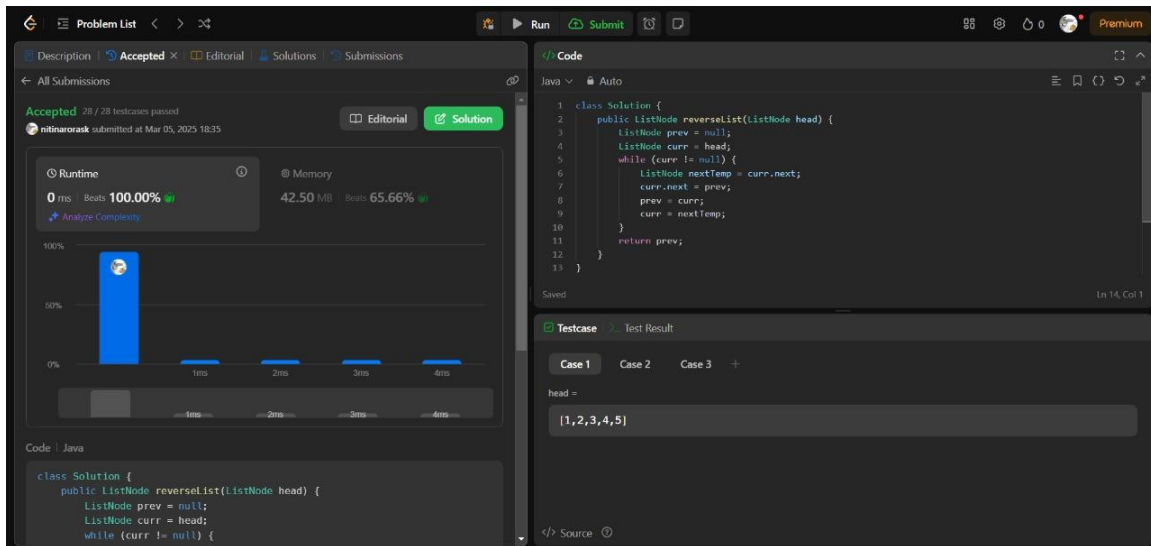 Problem List
Run
Submit
0
Premium
Description
Accepted
Editorial
Solutions
Submissions
All Submissions
Accepted 28 / 28 testcases passed
nitinarorask submitted at Mar 05, 2025 18:35
Editorial
Solution
Runtime
0 ms Beats 100.00%
Analyze Complexity
Memory
42.50 MB Beats 65.66%
100%
50%
0%
1ms 2ms 3ms 4ms
1ms 2ms 3ms 4ms
Code Java
class Solution {
public ListNode reverseList(ListNode head) {
ListNode prev = null;
ListNode curr = head;
while (curr != null) {
</> Code
Java Auto
1 class Solution {
2 public ListNode reverseList(ListNode head) {
3 ListNode prev = null;
4 ListNode curr = head;
5 while (curr != null) {
6 ListNode nextTemp = curr.next;
7 curr.next = prev;
8 prev = curr;
9 curr = nextTemp;
10 }
11 return prev;
12 }
13 }
Saved
Ln 14, Col 1
Testcase
Test Result
Case 1 Case 2 Case 3 +
head =
[1,2,3,4,5]
</> Source